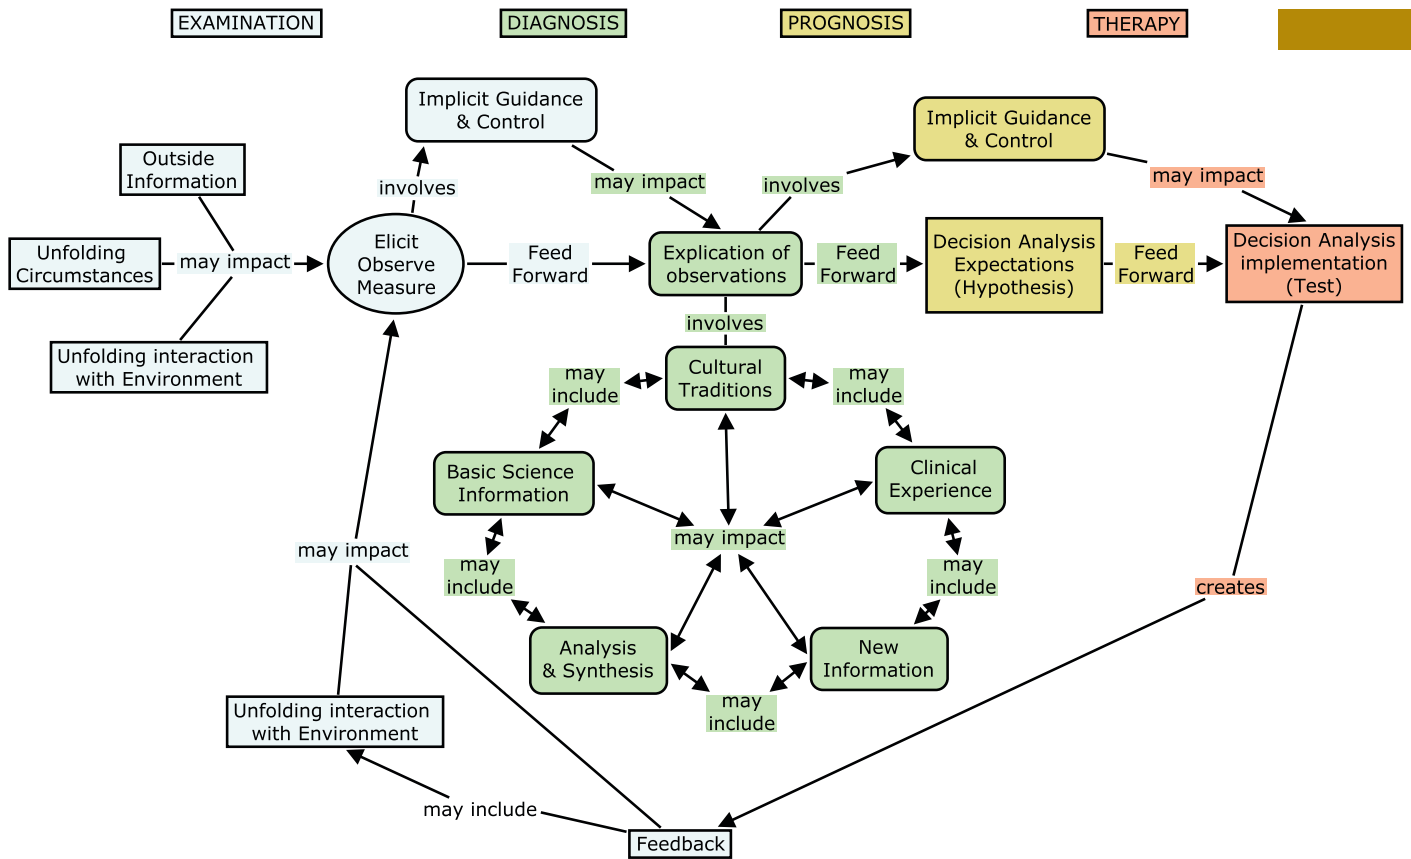 EXAMINATION
DIAGNOSIS
PROGNOSIS
THERAPY
Implicit Guidance
& Control
Implicit Guidance
& Control
Outside
Information
involves
may impact
involves
may impact
Unfolding
Circumstances
may impact
Elicit
Observe
Measure
Feed
Forward
Explication of
observations
Feed
Forward
Decision Analysis
Expectations
(Hypothesis)
Feed
Forward
Decision Analysis
implementation
(Test)
Unfolding interaction
with Environment
involves
Cultural
Traditions
may
include
may
include
Basic Science
Information
Clinical
Experience
may impact
may impact
may
include
may
include
creates
Analysis
& Synthesis
New
Information
may
include
Unfolding interaction
with Environment
may include
Feedback